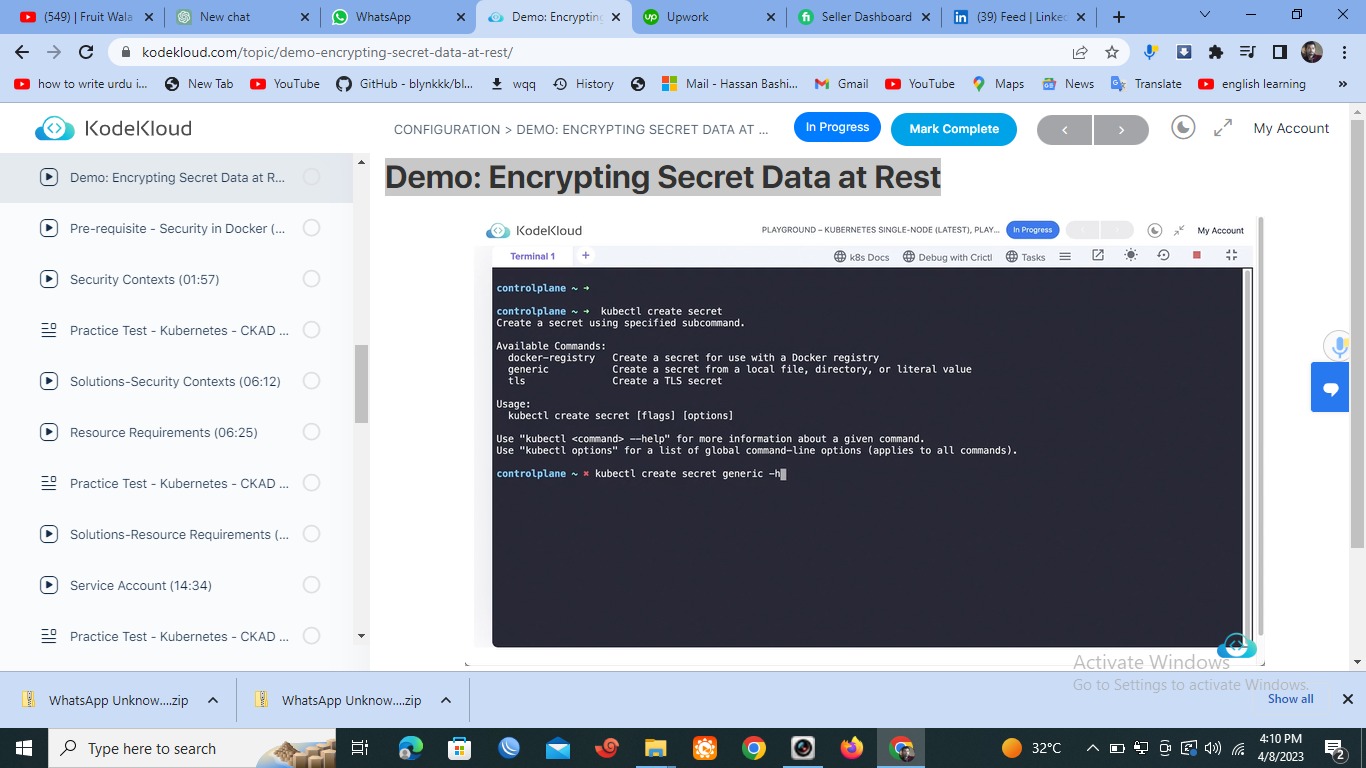 (549) | Fruit Wala
New chat
WhatsApp
Demo: Encrypting
Upwork
Seller Dashboard
(39) Feed | Linke
kodekloud.com/topic/demo-encrypting-secret-data-at-rest/
how to write urdu i...
New Tab
YouTube
GitHub - blynkkk/bl...
wqq
History
Mail - Hassan Bashi...
Gmail
YouTube
Maps
News
Translate
english learning
»
KodeKloud
CONFIGURATION > DEMO: ENCRYPTING SECRET DATA AT ...
In Progress
Mark Complete
My Account
Demo: Encrypting Secret Data at R...
Pre-requisite - Security in Docker (...
Security Contexts (01:57)
Practice Test - Kubernetes - CKAD ...
Solutions-Security Contexts (06:12)
Resource Requirements (06:25)
Practice Test - Kubernetes - CKAD ...
Solutions-Resource Requirements (...
Service Account (14:34)
Practice Test - Kubernetes - CKAD ...
Demo: Encrypting Secret Data at Rest
KodeKloud
PLAYGROUND – KUBERNETES SINGLE-NODE (LATEST), PLAY...
In Progress
My Account
Terminal 1
+
k8s Docs
Debug with Crictl
Tasks
controlplane ~ ➜
controlplane ~ ➜ kubectl create secret
Create a secret using specified subcommand.
Available Commands:
docker-registry Create a secret for use with a Docker registry
generic Create a secret from a local file, directory, or literal value
tls Create a TLS secret
Usage:
kubectl create secret [flags] [options]
Use "kubectl <command> --help" for more information about a given command.
Use "kubectl options" for a list of global command-line options (applies to all commands).
controlplane ~ ✖ kubectl create secret generic -h
Activate Windows
Go to Settings to activate Windows.
WhatsApp Unknow....zip
WhatsApp Unknow....zip
Show all
Type here to search
32°C
4:10 PM
4/8/2023
2